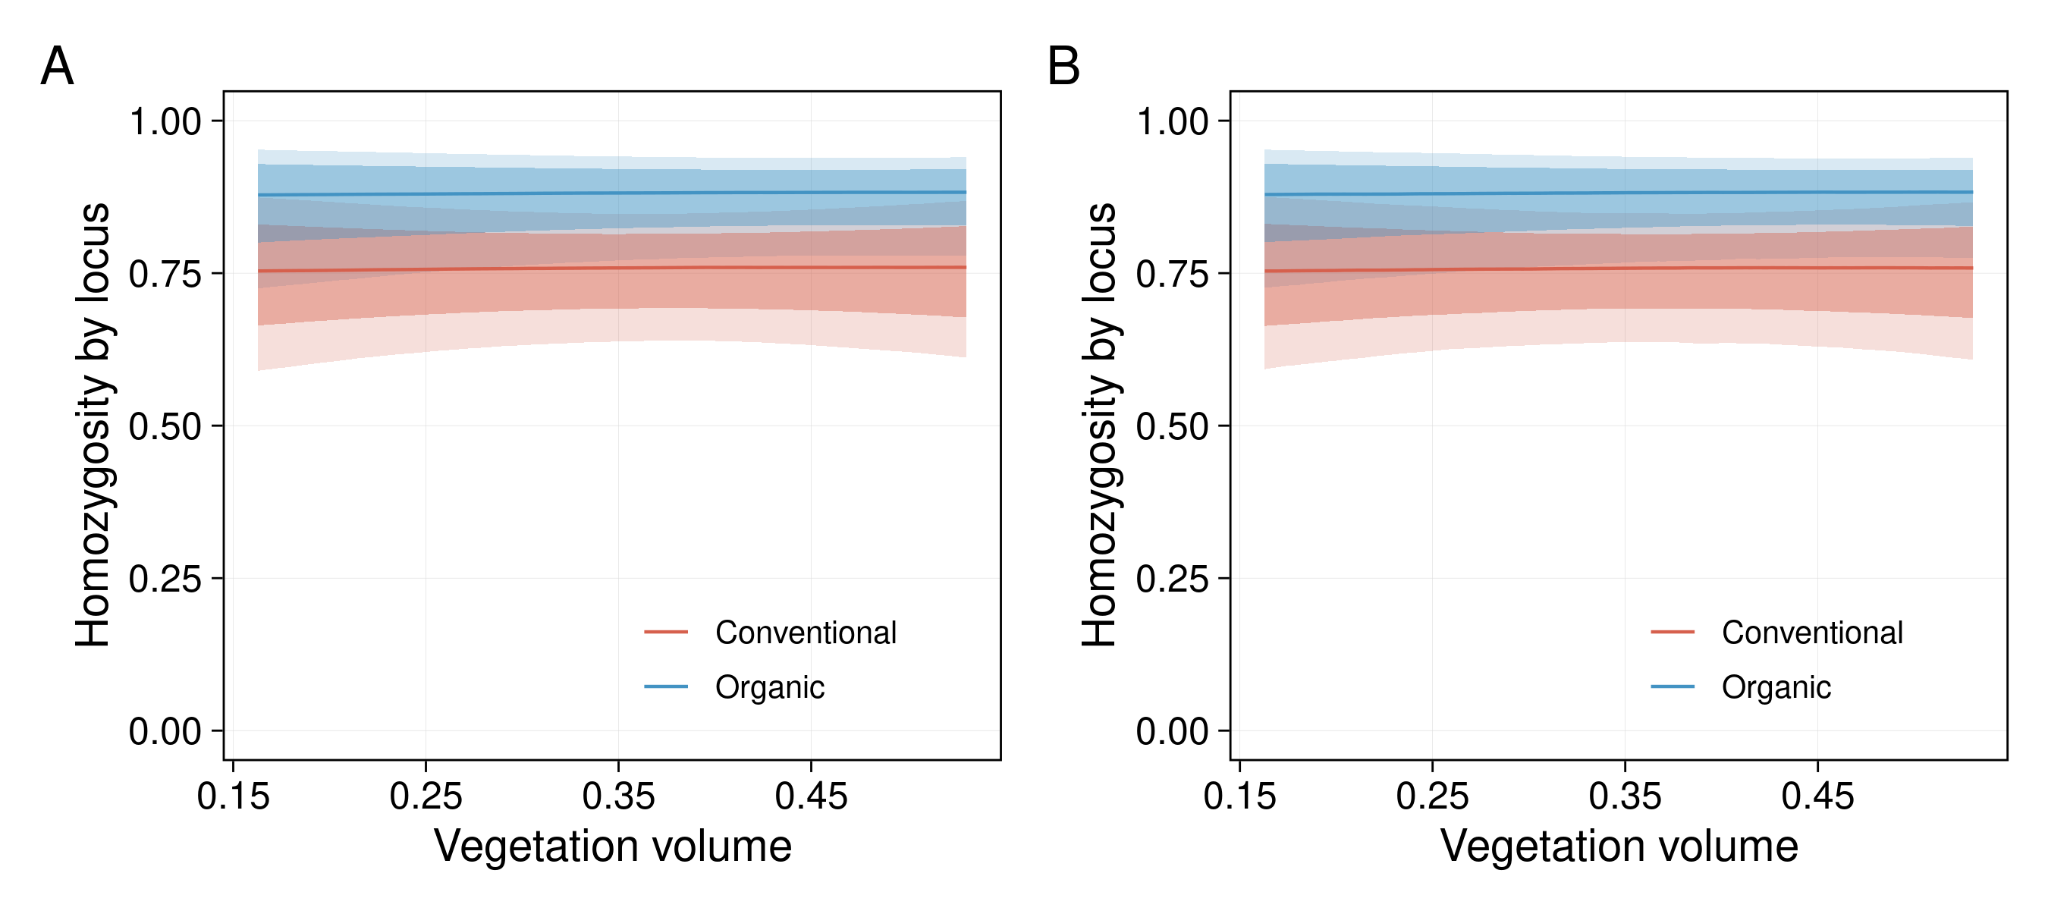 A
Homozygosity by locus
1.00
0.75
0.50
0.25
0.00
Conventional
Organic
0.15 0.25 0.35 0.45
Vegetation volume
B
Homozygosity by locus
1.00
0.75
0.50
0.25
0.00
Conventional
Organic
0.15 0.25 0.35 0.45
Vegetation volume